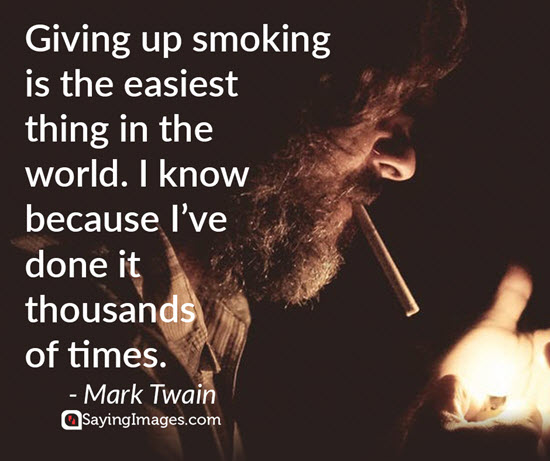 Giving up smoking
is the easiest
thing in the
world. I know
because I've
done it
thousands
of times.
- Mark Twain
SayingImages.com